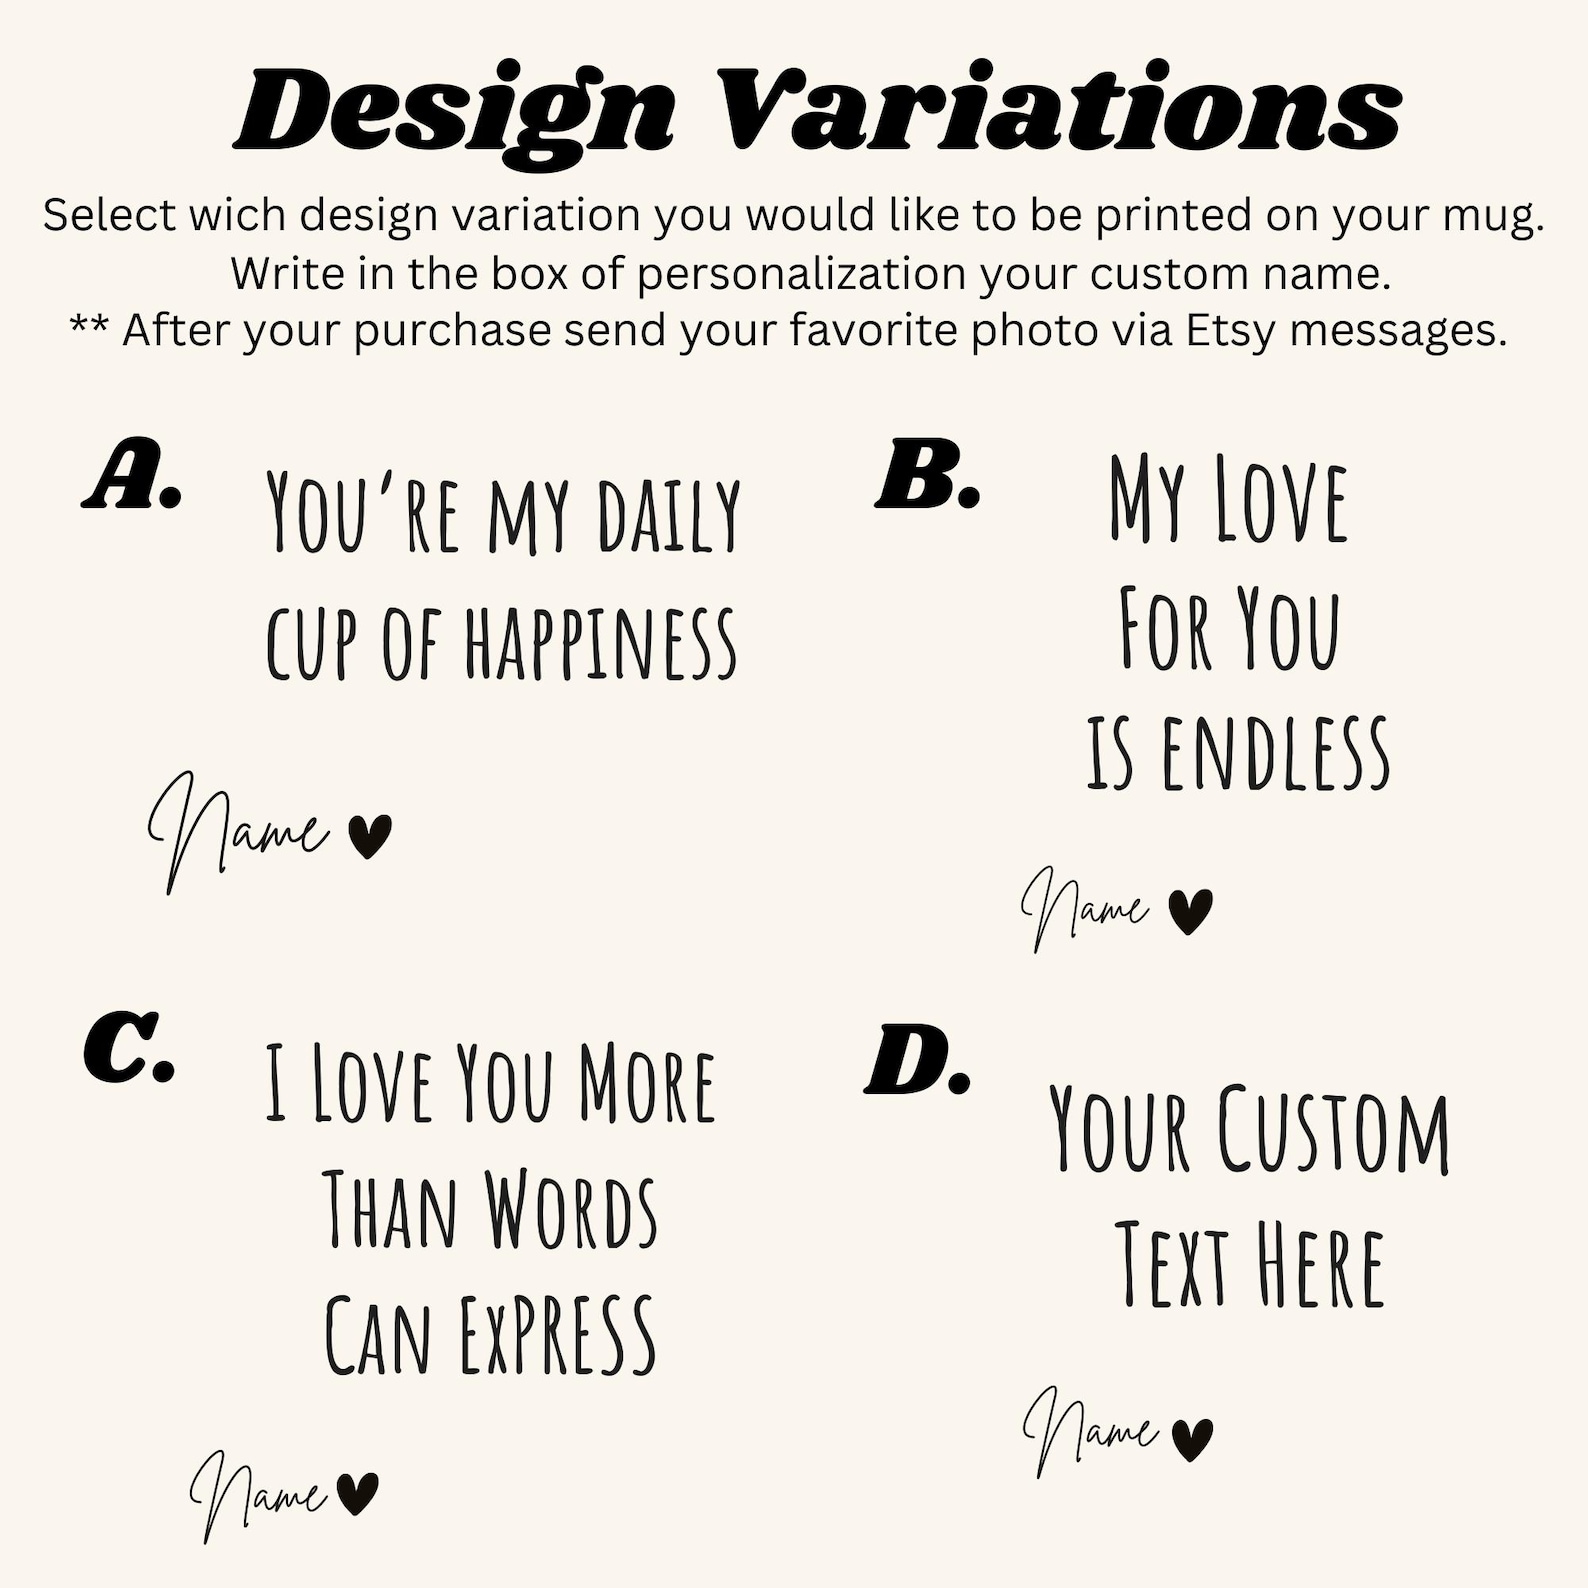 Design Variations
Select wich design variation you would like to be printed on your mug.
Write in the box of personalization your custom name.
** After your purchase send your favorite photo via Etsy messages.
A.
You're my daily
cup of happiness
Name ♥
B.
My Love
For You
is endless
Name ♥
C.
I Love You More
Than Words
Can Express
Name ♥
D.
Your Custom
Text Here
Name ♥